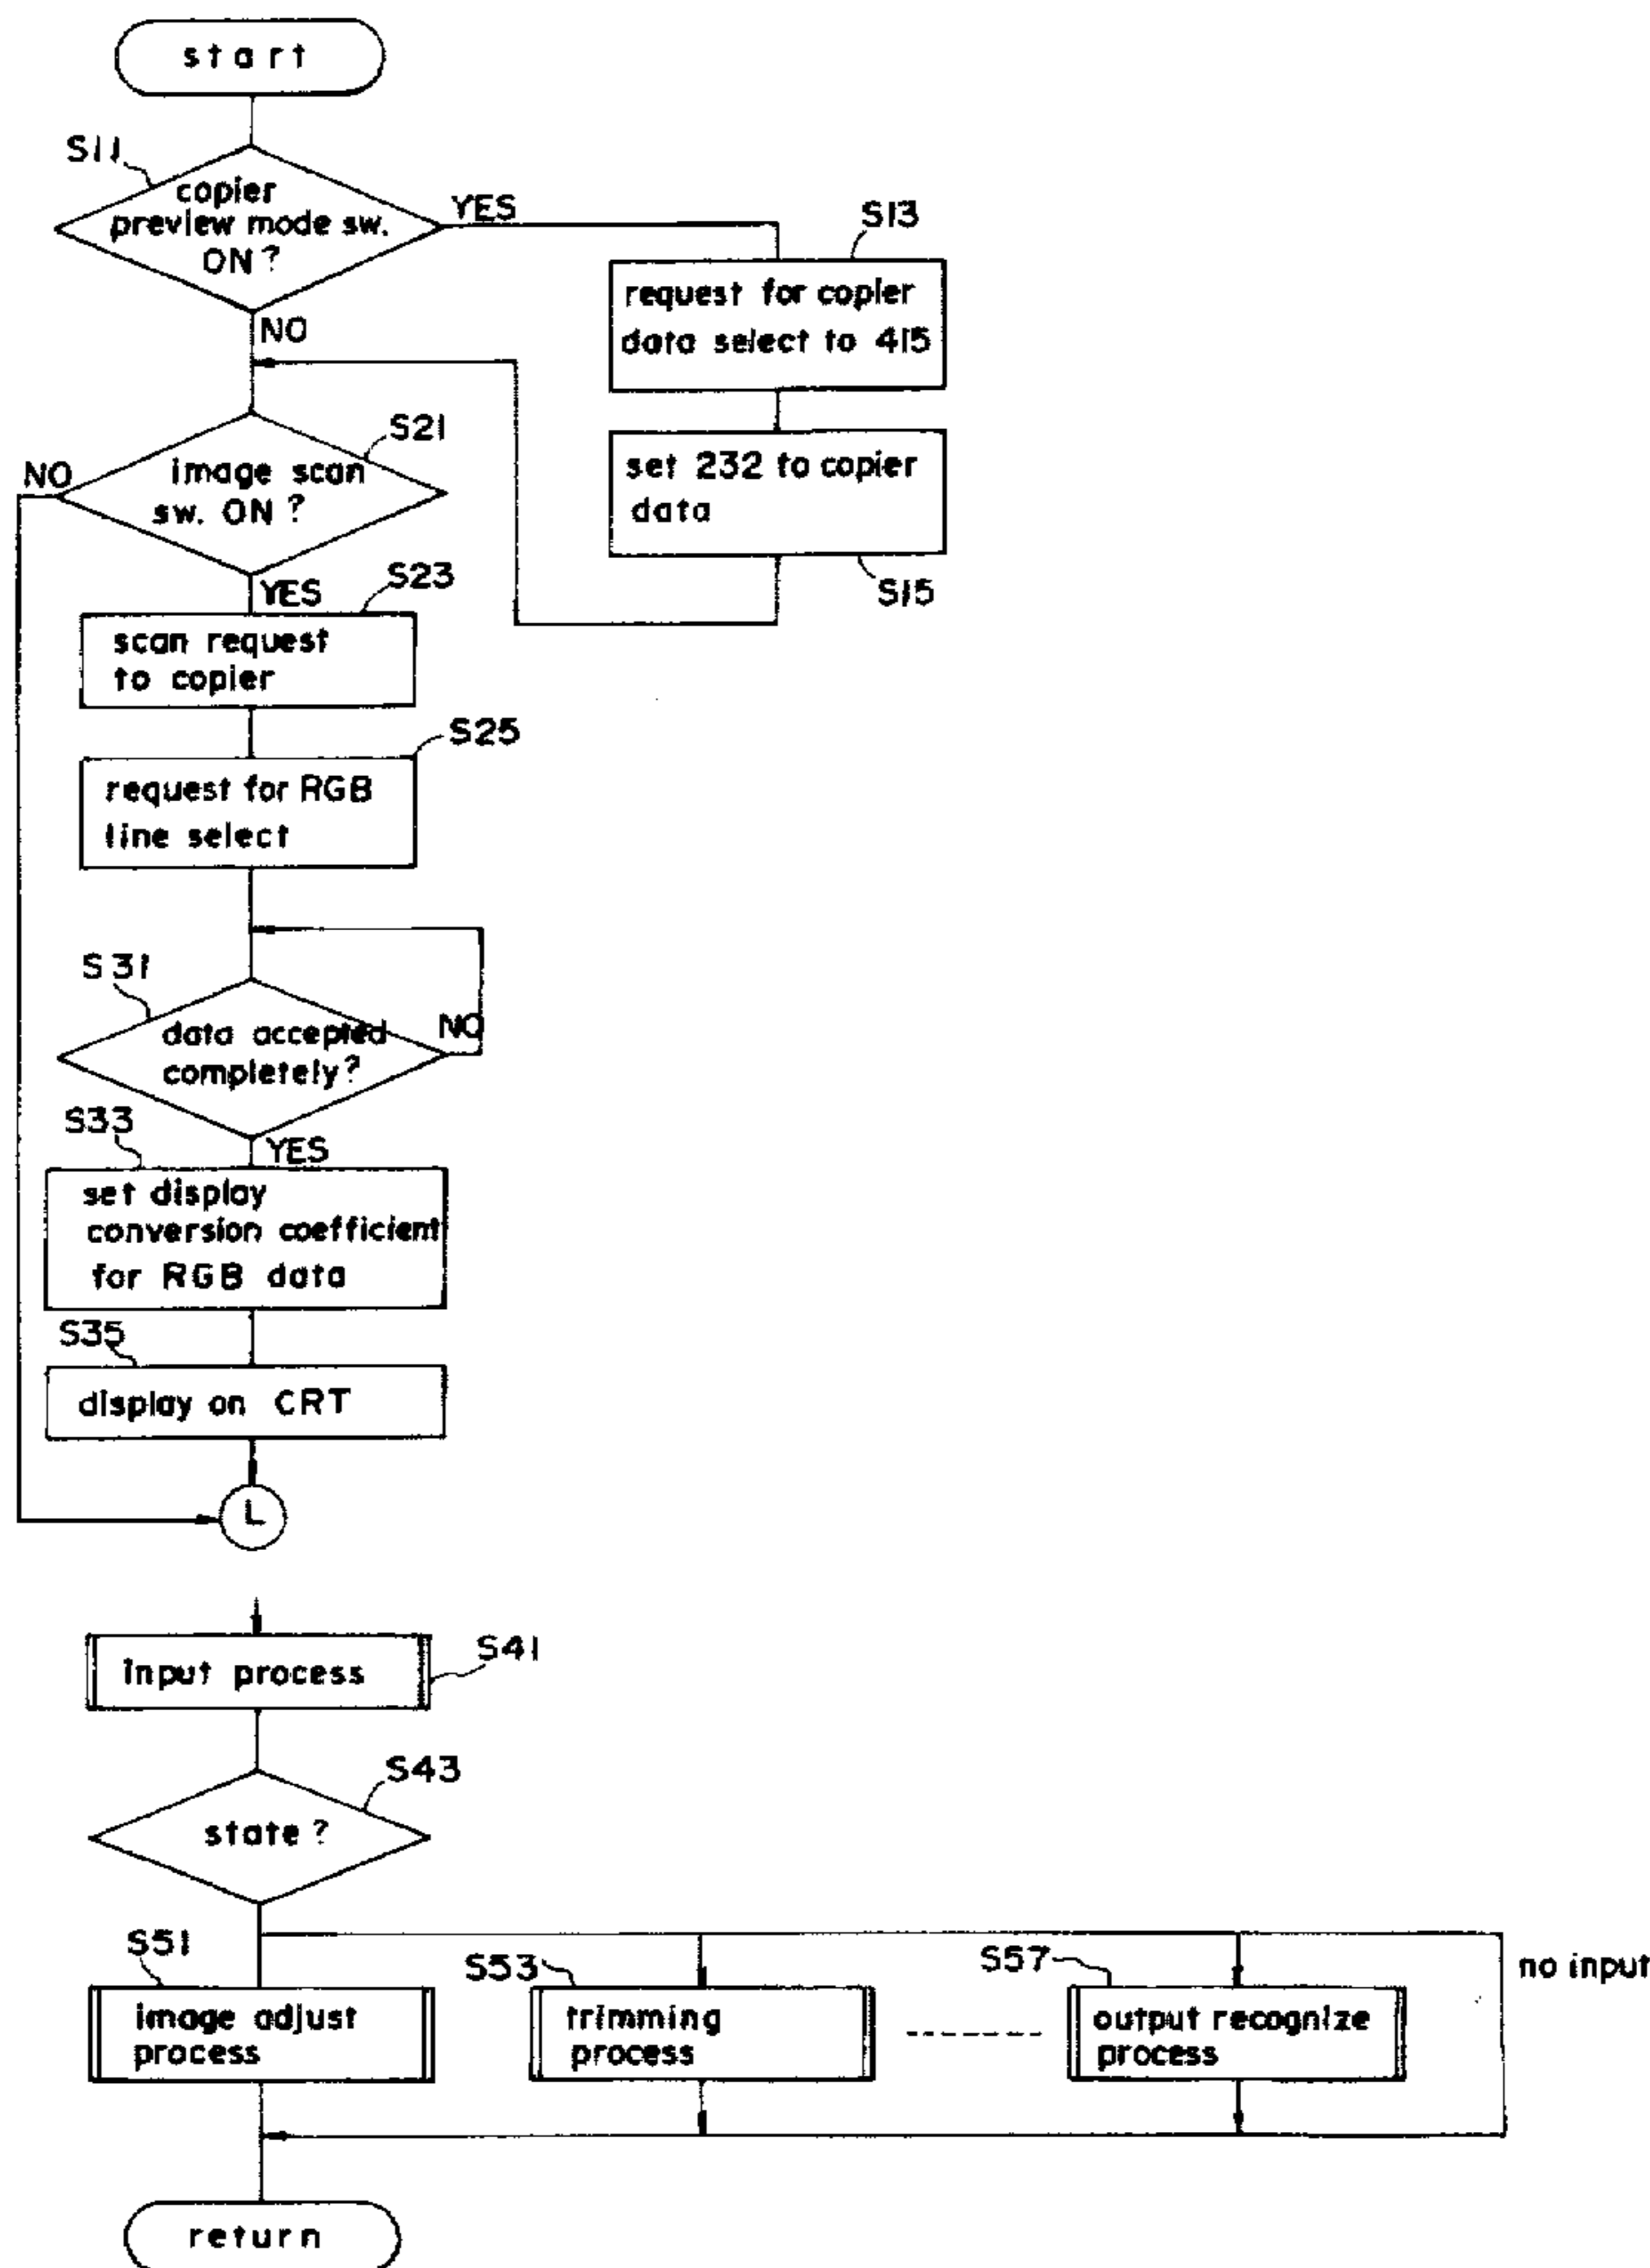 start
S11
copier
preview mode sw.
ON?
YES
NO
S13
request for copier
data select to 415
set 232 to copier
data
S15
S21
image scan
sw. ON?
NO
YES
S23
scan request
to copier
S25
request for RGB
line select
S31
data accepted
completely?
NO
YES
S33
set display
conversion coefficient
for RGB data
S35
display on CRT
L
input process
S41
S43
state?
S51
image adjust
process
S53
trimming
process
S57
output recognize
process
no input
return